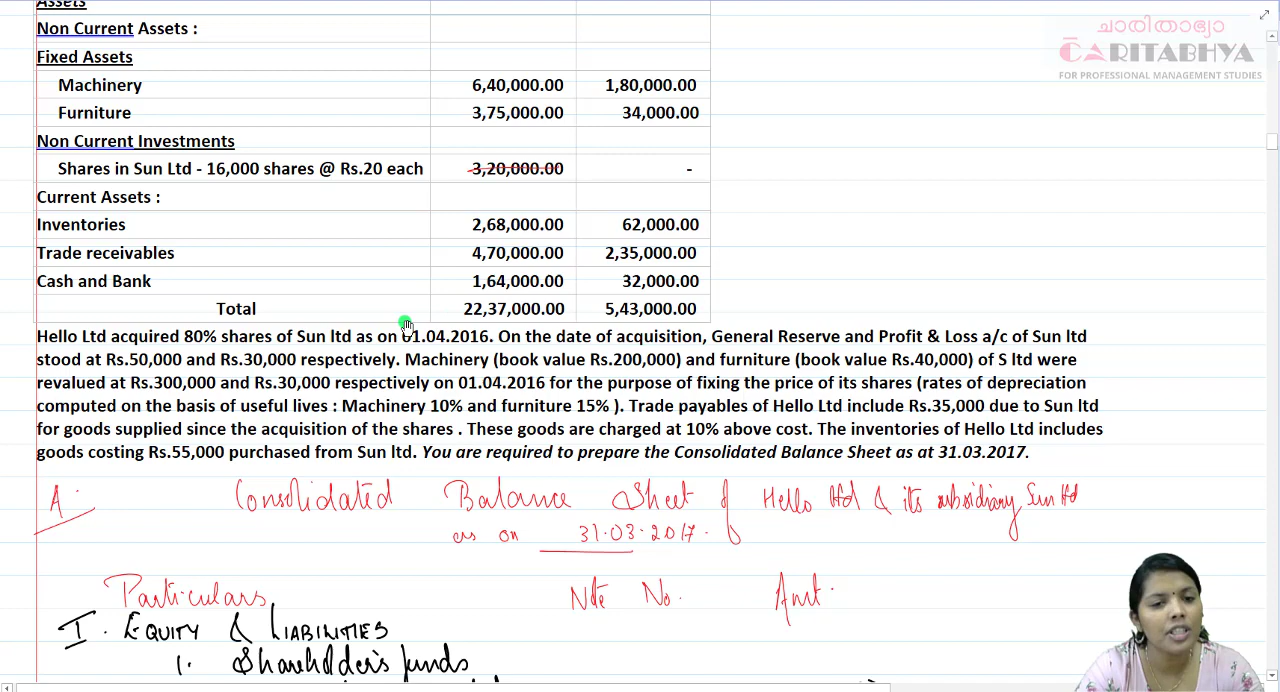 Assets
ചാരിതാഭ്യാ
CARITABHYA
FOR PROFESSIONAL MANAGEMENT STUDIES
Non Current Assets :
Fixed Assets
Machinery 6,40,000.00 1,80,000.00
Furniture 3,75,000.00 34,000.00
Non Current Investments
Shares in Sun Ltd - 16,000 shares @ Rs.20 each 3,20,000.00 -
Current Assets :
Inventories 2,68,000.00 62,000.00
Trade receivables 4,70,000.00 2,35,000.00
Cash and Bank 1,64,000.00 32,000.00
Total 22,37,000.00 5,43,000.00
Hello Ltd acquired 80% shares of Sun ltd as on 01.04.2016. On the date of acquisition, General Reserve and Profit & Loss a/c of Sun ltd
stood at Rs.50,000 and Rs.30,000 respectively. Machinery (book value Rs.200,000) and furniture (book value Rs.40,000) of S ltd were
revalued at Rs.300,000 and Rs.30,000 respectively on 01.04.2016 for the purpose of fixing the price of its shares (rates of depreciation
computed on the basis of useful lives : Machinery 10% and furniture 15% ). Trade payables of Hello Ltd include Rs.35,000 due to Sun ltd
for goods supplied since the acquisition of the shares . These goods are charged at 10% above cost. The inventories of Hello Ltd includes
goods costing Rs.55,000 purchased from Sun ltd. You are required to prepare the Consolidated Balance Sheet as at 31.03.2017.
A: Consolidated Balance Sheet of Hello ltd & its subsidiary Sun ltd
as on 31.03.2017.
Particulars Note No. Amt.
I. EQUITY & LIABILITIES
1. Shareholder's funds